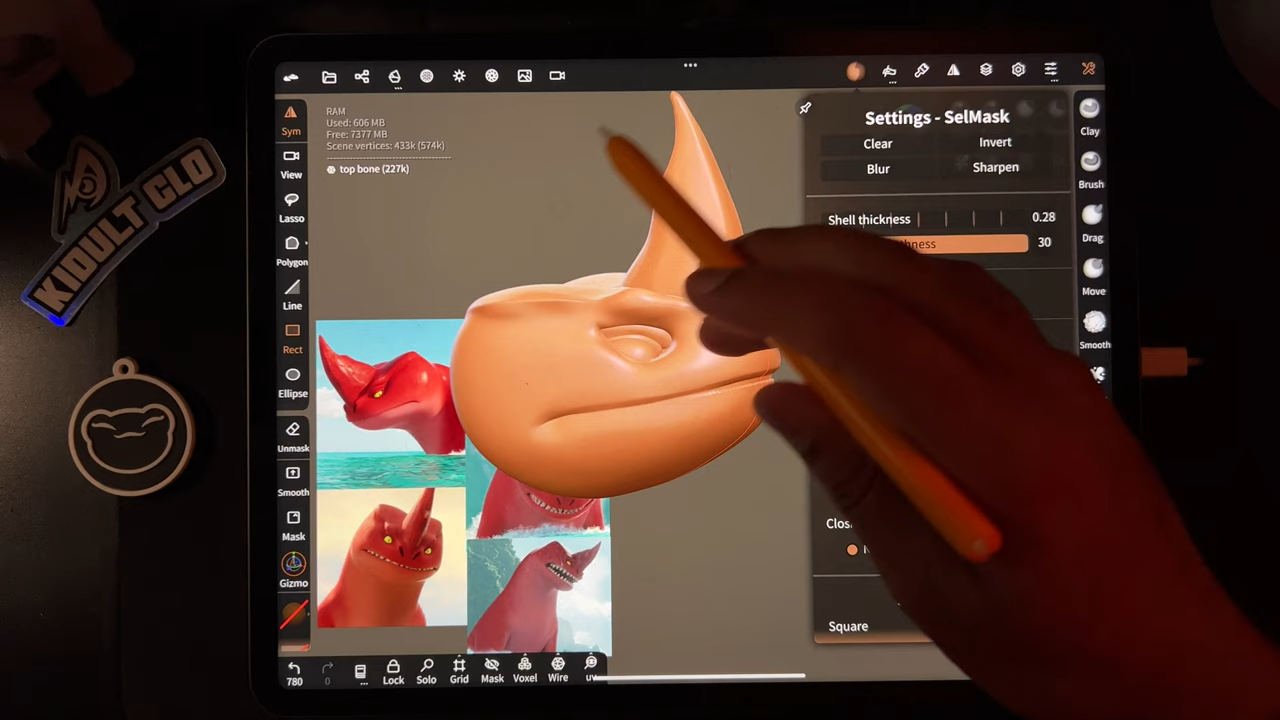 KIDULT CLO
RAM
Used: 606 MB
Free: 7377 MB
Scene vertices: 433k (574k)
top bone (227k)
Sym
View
Lasso
Polygon
Line
Rect
Ellipse
Unmask
Smooth
Mask
Gizmo
Settings - SelMask
Clear
Invert
Blur
Sharpen
Shell thickness
0.28
30
Square
Clay
Brush
Drag
Move
Smooth
780
0
Lock
Solo
Grid
Mask
Voxel
Wire